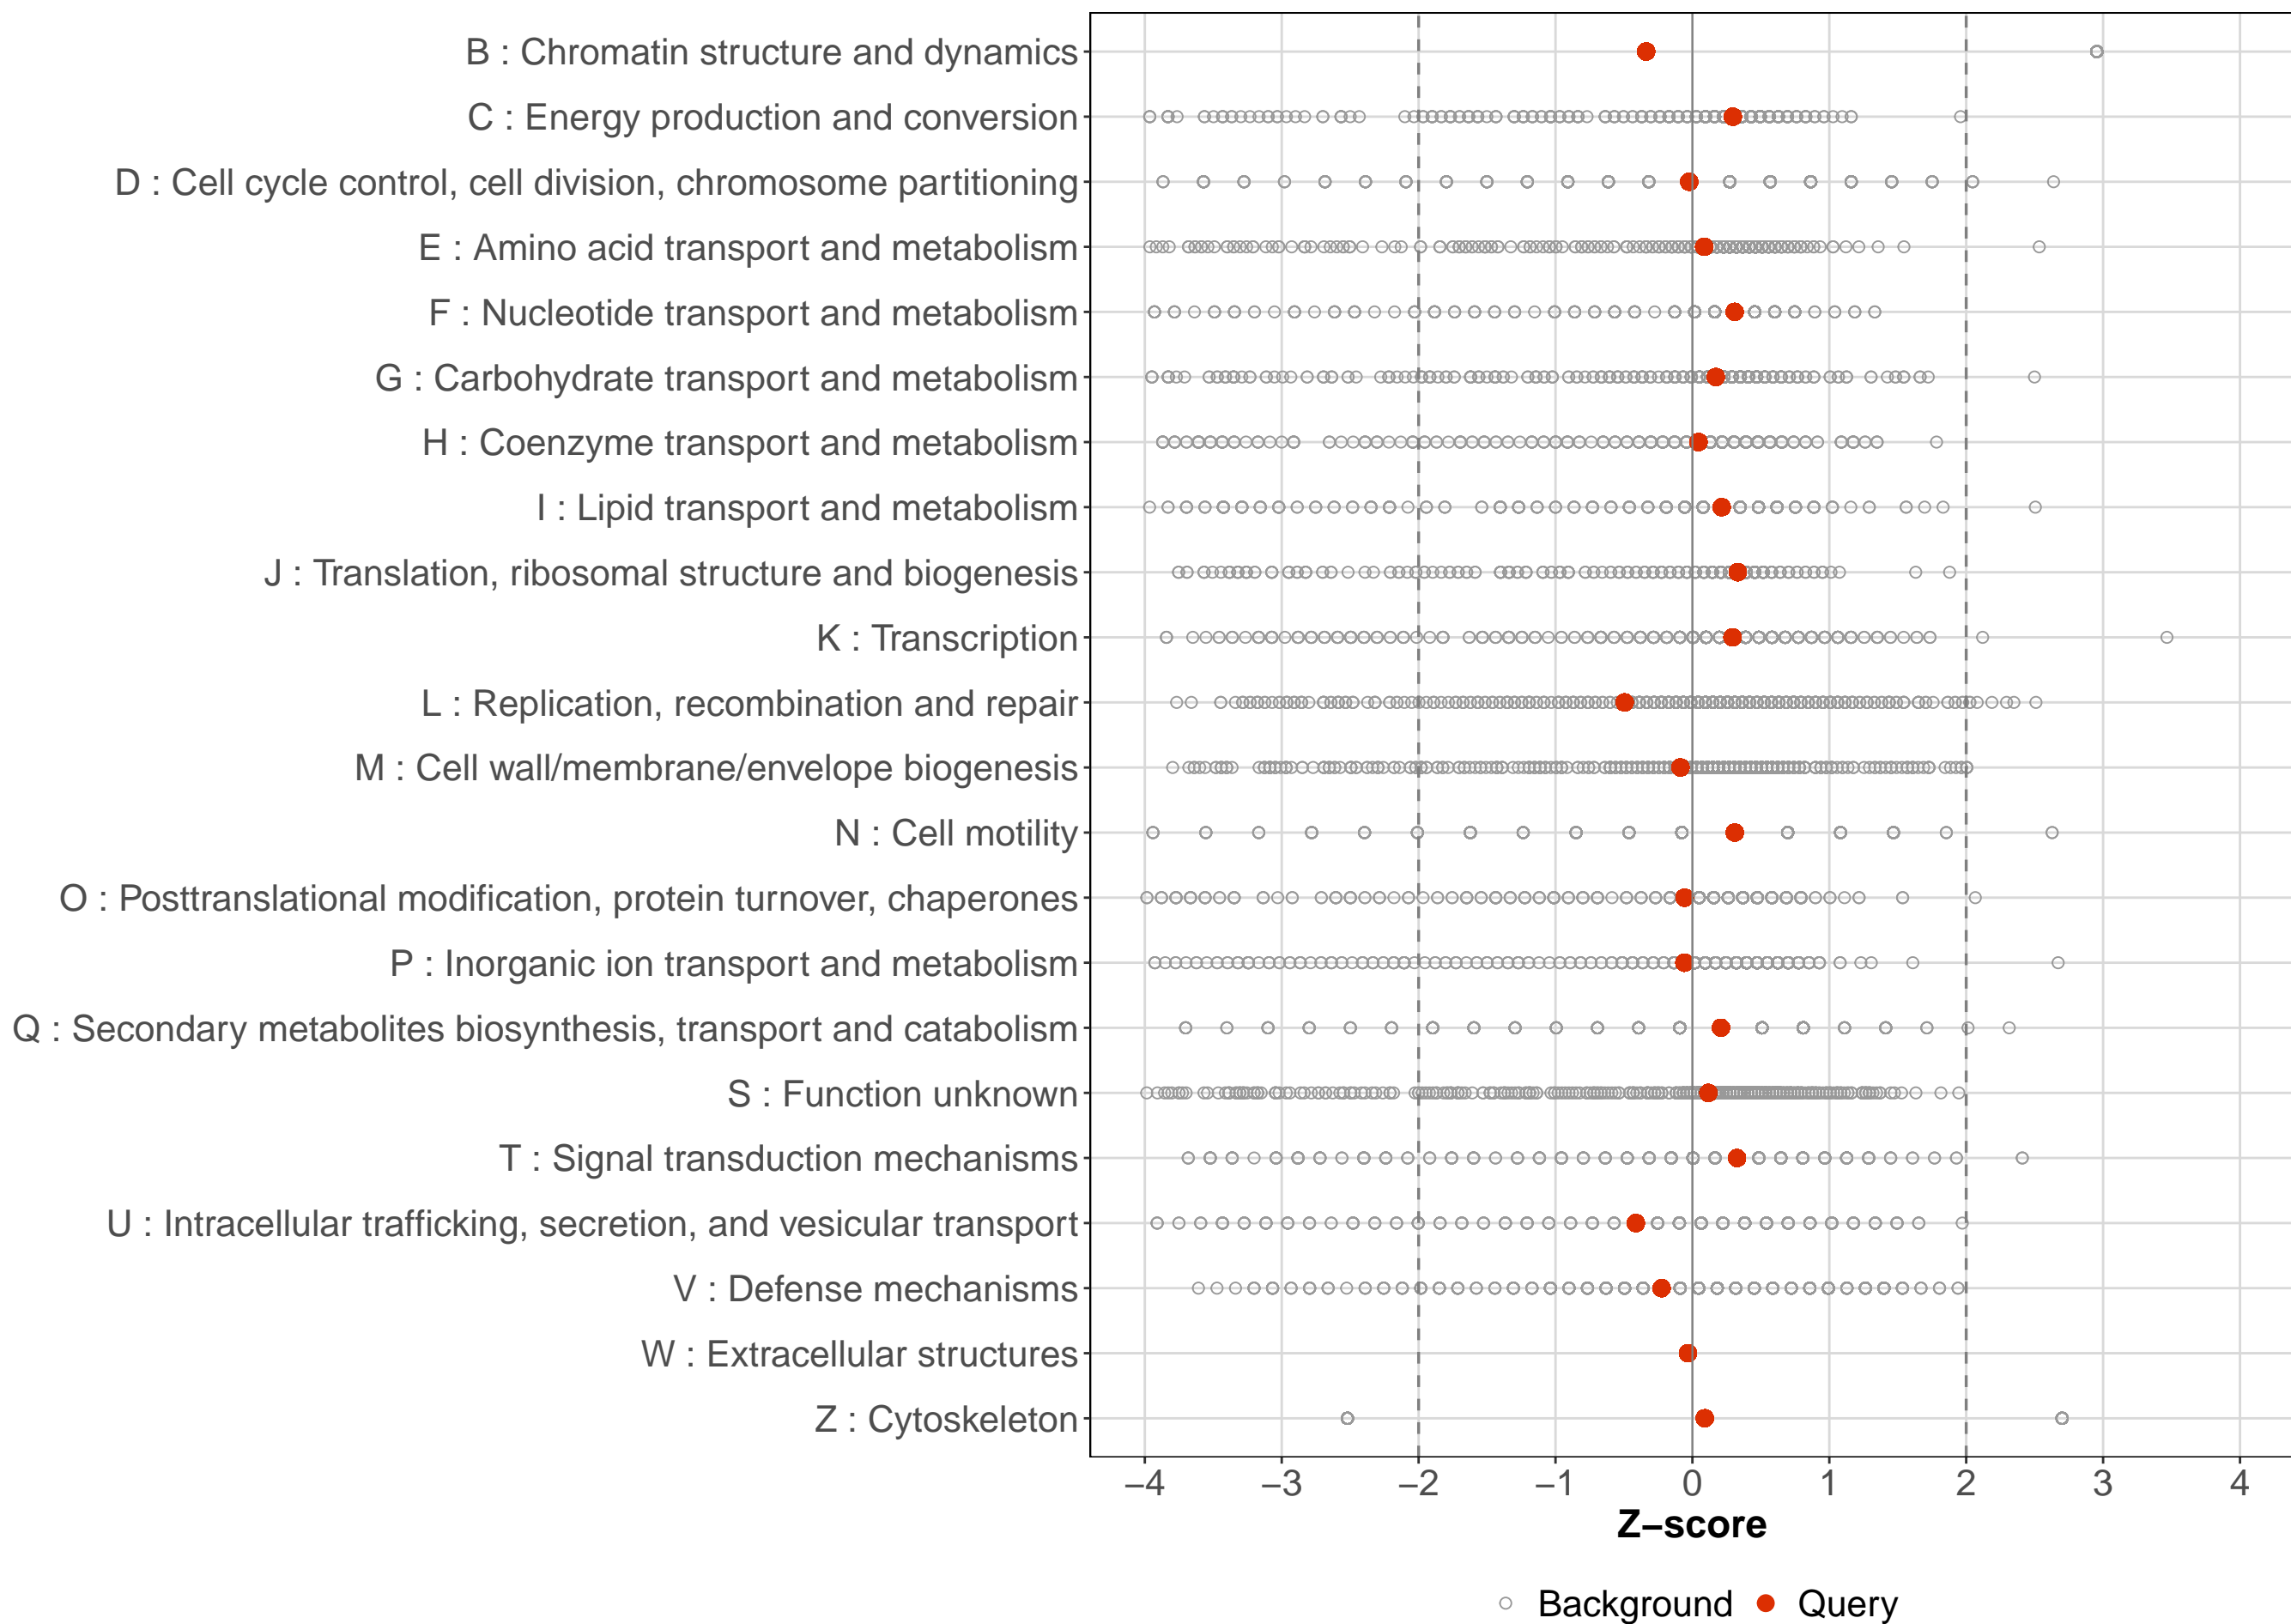 B : Chromatin structure and dynamics
C : Energy production and conversion
D : Cell cycle control, cell division, chromosome partitioning
E : Amino acid transport and metabolism
F : Nucleotide transport and metabolism
G : Carbohydrate transport and metabolism
H : Coenzyme transport and metabolism
I : Lipid transport and metabolism
J : Translation, ribosomal structure and biogenesis
K : Transcription
L : Replication, recombination and repair
M : Cell wall/membrane/envelope biogenesis
N : Cell motility
O : Posttranslational modification, protein turnover, chaperones
P : Inorganic ion transport and metabolism
Q : Secondary metabolites biosynthesis, transport and catabolism
S : Function unknown
T : Signal transduction mechanisms
U : Intracellular trafficking, secretion, and vesicular transport
V : Defense mechanisms
W : Extracellular structures
Z : Cytoskeleton
−4 −3 −2 −1 0 1 2 3 4
Z−score
Background Query